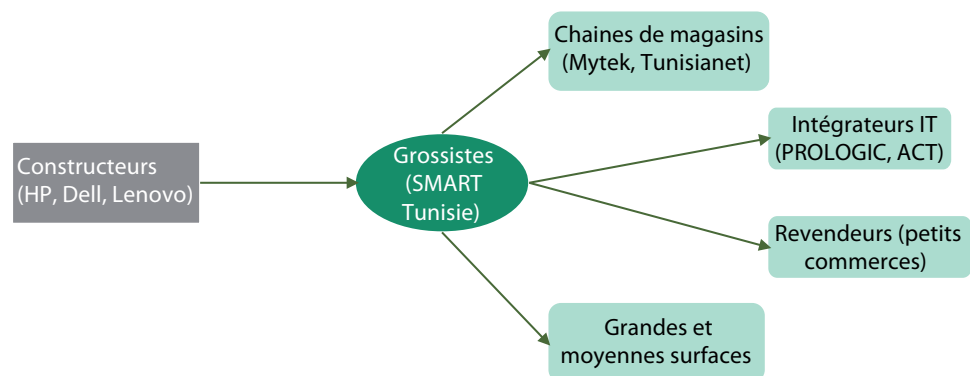 Constructeurs
(HP, Dell, Lenovo)
Grossistes
(SMART
Tunisie)
Chaines de magasins
(Mytek, Tunisianet)
Intégrateurs IT
(PROLOGIC, ACT)
Revendeurs (petits
commerces)
Grandes et
moyennes surfaces